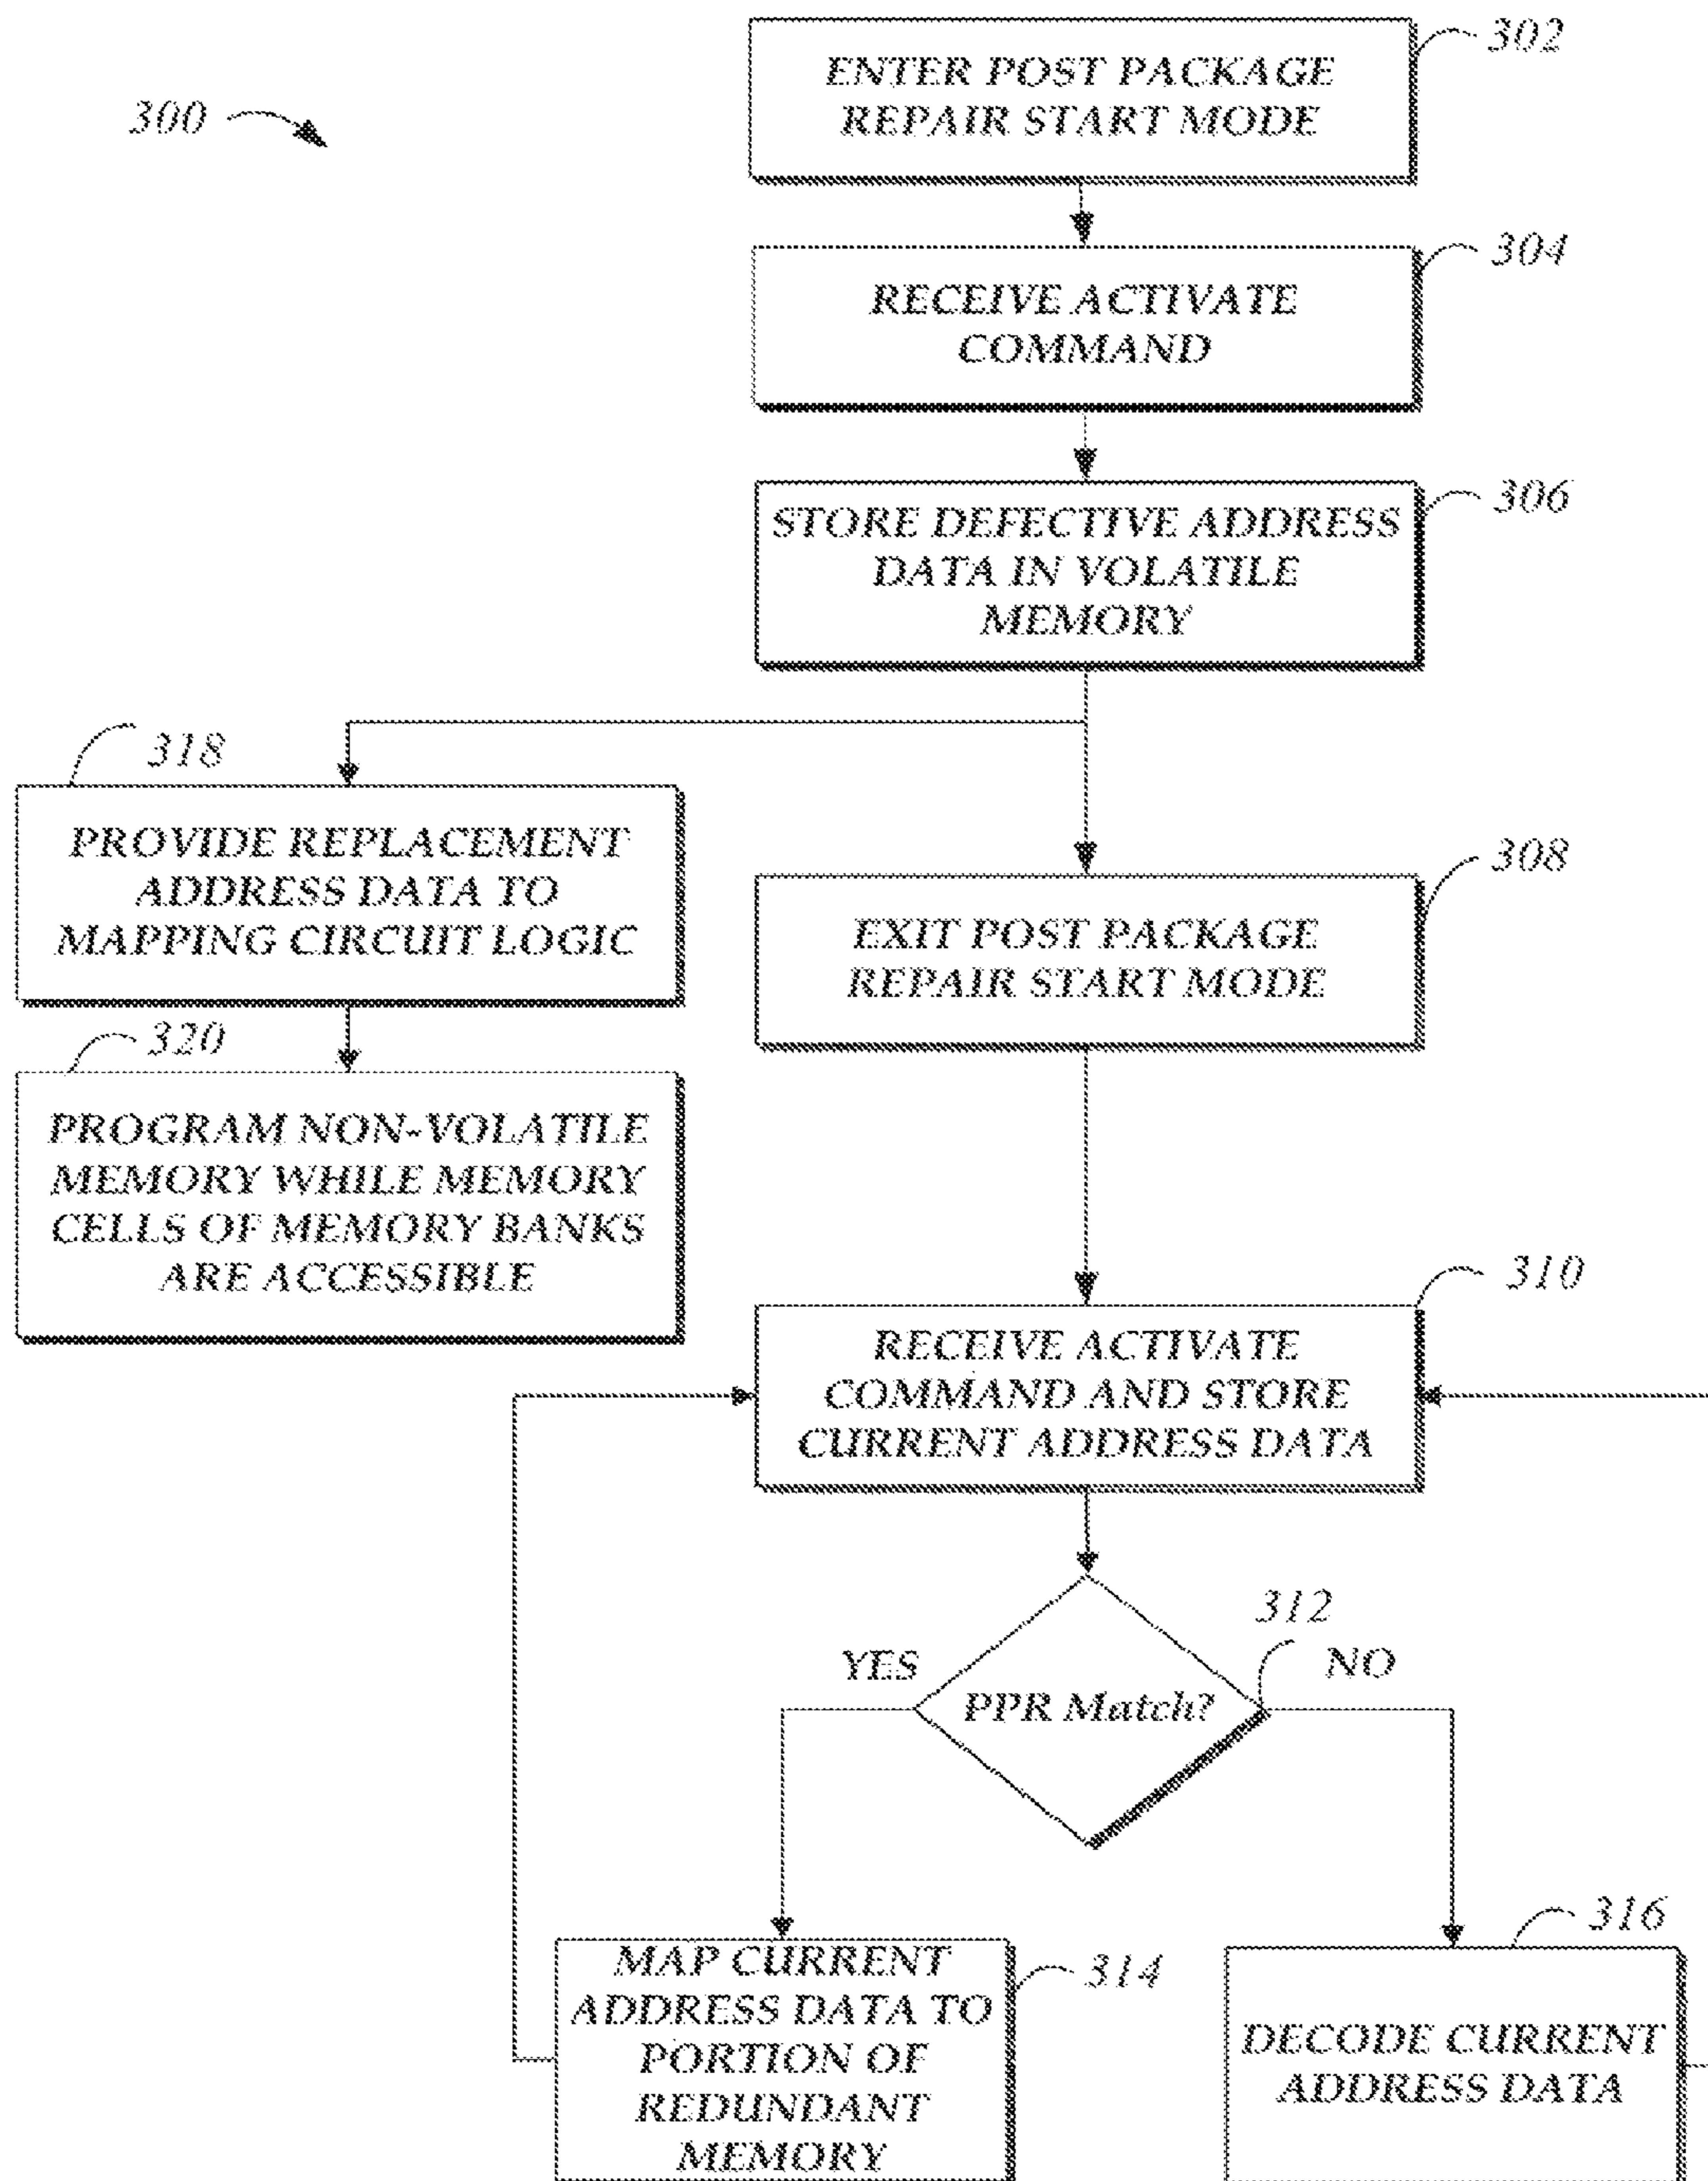 302
ENTER POST PACKAGE
REPAIR START MODE
300
304
RECEIVE ACTIVATE
COMMAND
306
STORE DEFECTIVE ADDRESS
DATA IN VOLATILE
MEMORY
318
PROVIDE REPLACEMENT
ADDRESS DATA TO
MAPPING CIRCUIT LOGIC
308
EXIT POST PACKAGE
REPAIR START MODE
320
PROGRAM NON-VOLATILE
MEMORY WHILE MEMORY
CELLS OF MEMORY BANKS
ARE ACCESSIBLE
310
RECEIVE ACTIVATE
COMMAND AND STORE
CURRENT ADDRESS DATA
312
YES
NO
PPR Match?
314
MAP CURRENT
ADDRESS DATA TO
PORTION OF
REDUNDANT
MEMORY
316
DECODE CURRENT
ADDRESS DATA